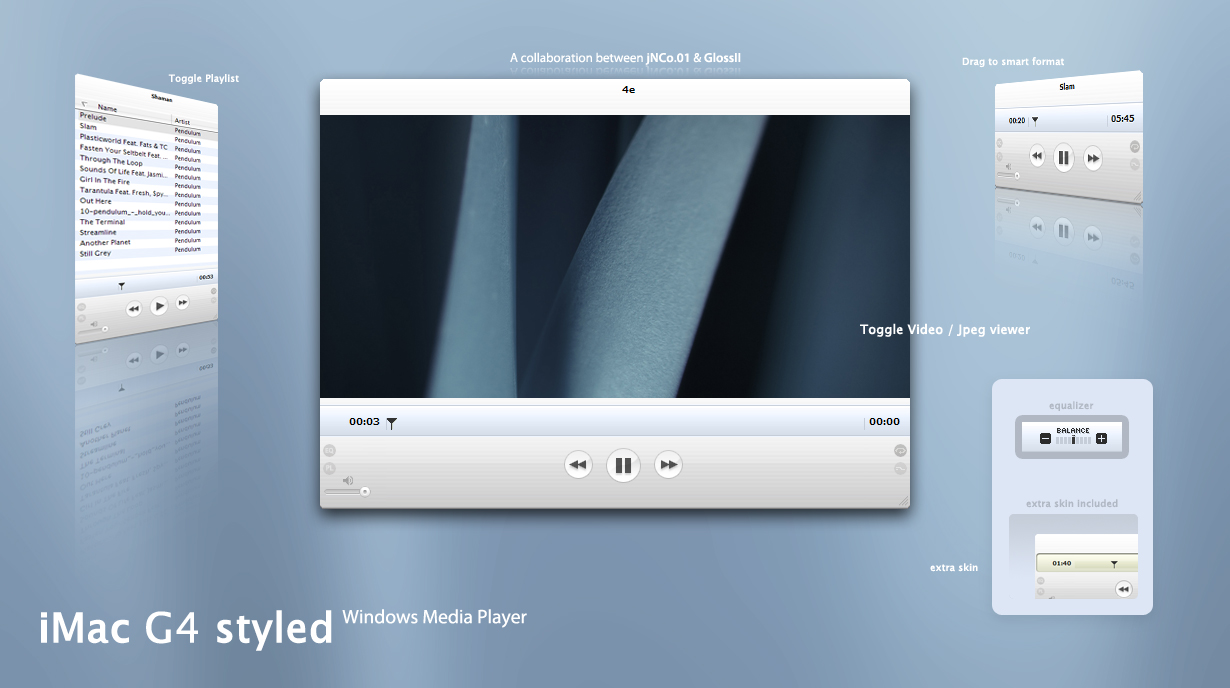 A collaboration between jNCo.01 & Glossll
Toggle Playlist
Shaman
Name Artist
Prelude Pendulum
Slam Pendulum
Plasticworld Feat. Fats & TC Pendulum
Fasten Your Seltbelt Feat. ... Pendulum
Through The Loop Pendulum
Sounds Of Life Feat. Jasmi... Pendulum
Girl In The Fire Pendulum
Tarantula Feat. Fresh, Spy... Pendulum
Out Here Pendulum
10-pendulum_-_hold_you... Pendulum
The Terminal Pendulum
Streamline Pendulum
Another Planet Pendulum
Still Grey Pendulum
00:53
4e
00:03 00:00
EQ
PL
Drag to smart format
Slam
00:20 05:45
Toggle Video / Jpeg viewer
equalizer
BALANCE
extra skin included
01:40
extra skin
iMac G4 styled Windows Media Player